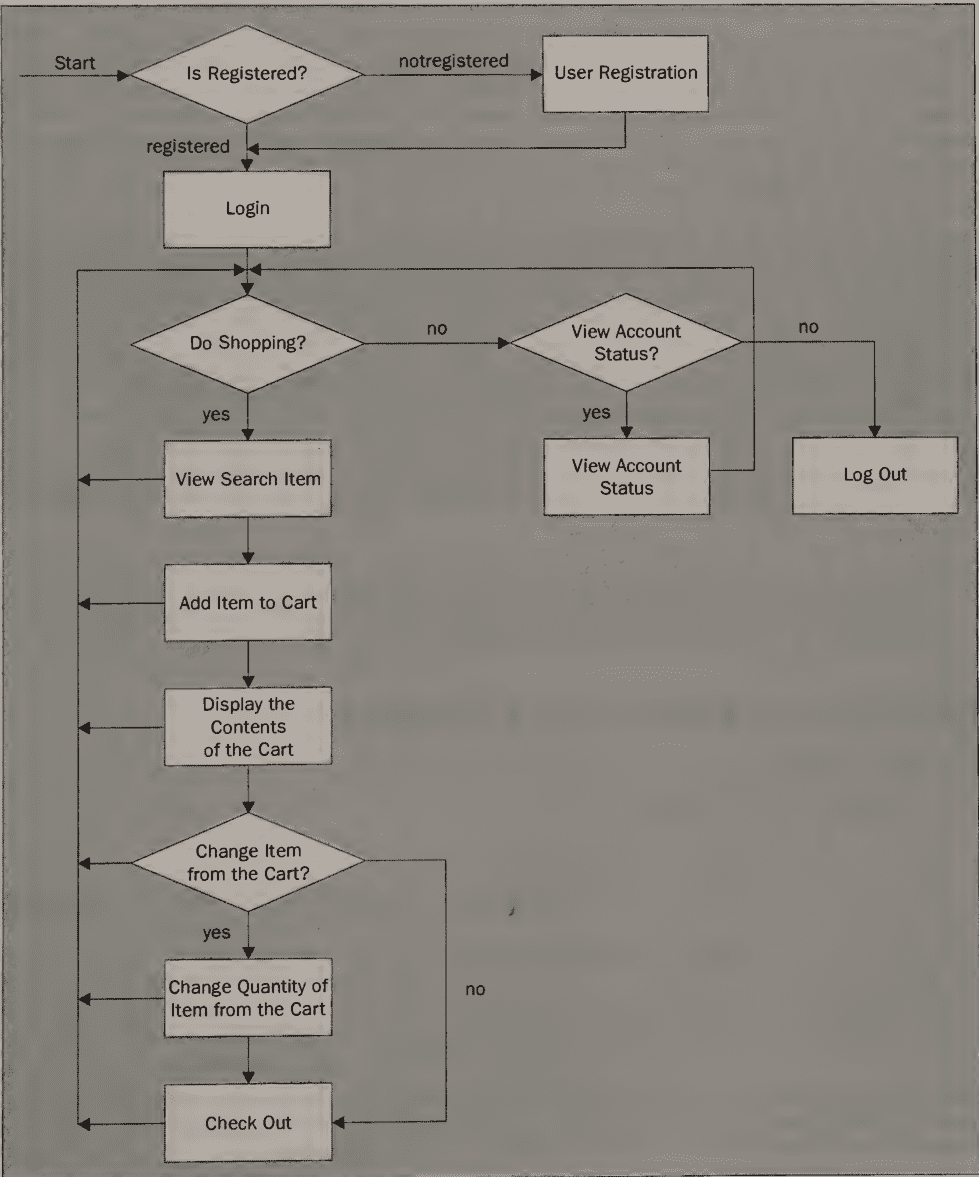 Start
Is Registered?
notregistered
User Registration
registered
Login
Do Shopping?
no
View Account
Status?
no
yes
yes
View Search Item
View Account
Status
Log Out
Add Item to Cart
Display the
Contents
of the Cart
Change Item
from the Cart?
yes
Change Quantity of
Item from the Cart
no
Check Out